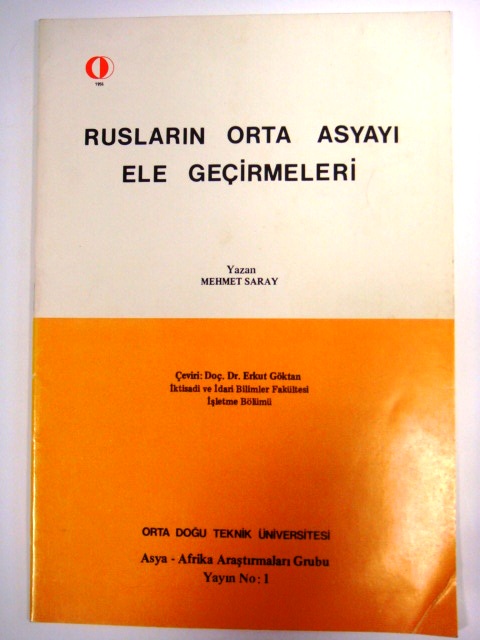 1956
RUSLARIN ORTA ASYAYI
ELE GEÇİRMELERİ
Yazan
MEHMET SARAY
Çeviri: Doç. Dr. Erkut Göktan
İktisadi ve İdari Bilimler Fakültesi
İşletme Bölümü
ORTA DOĞU TEKNİK ÜNİVERSİTESİ
Asya - Afrika Araştırmaları Grubu
Yayın No: 1